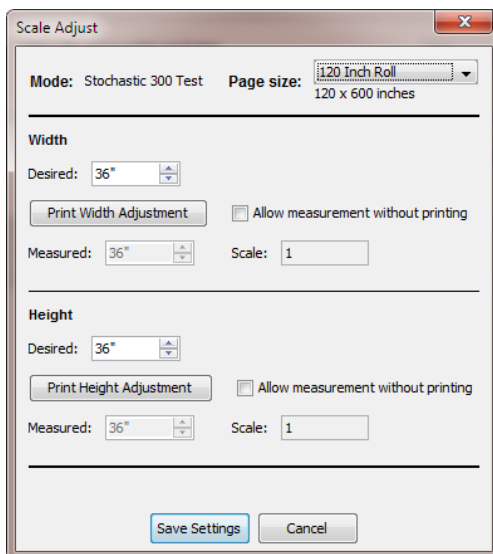 Scale Adjust
Mode: Stochastic 300 Test Page size: 120 Inch Roll
120 x 600 inches
Width
Desired: 36"
Print Width Adjustment Allow measurement without printing
Measured: 36" Scale: 1
Height
Desired: 36"
Print Height Adjustment Allow measurement without printing
Measured: 36" Scale: 1
Save Settings Cancel